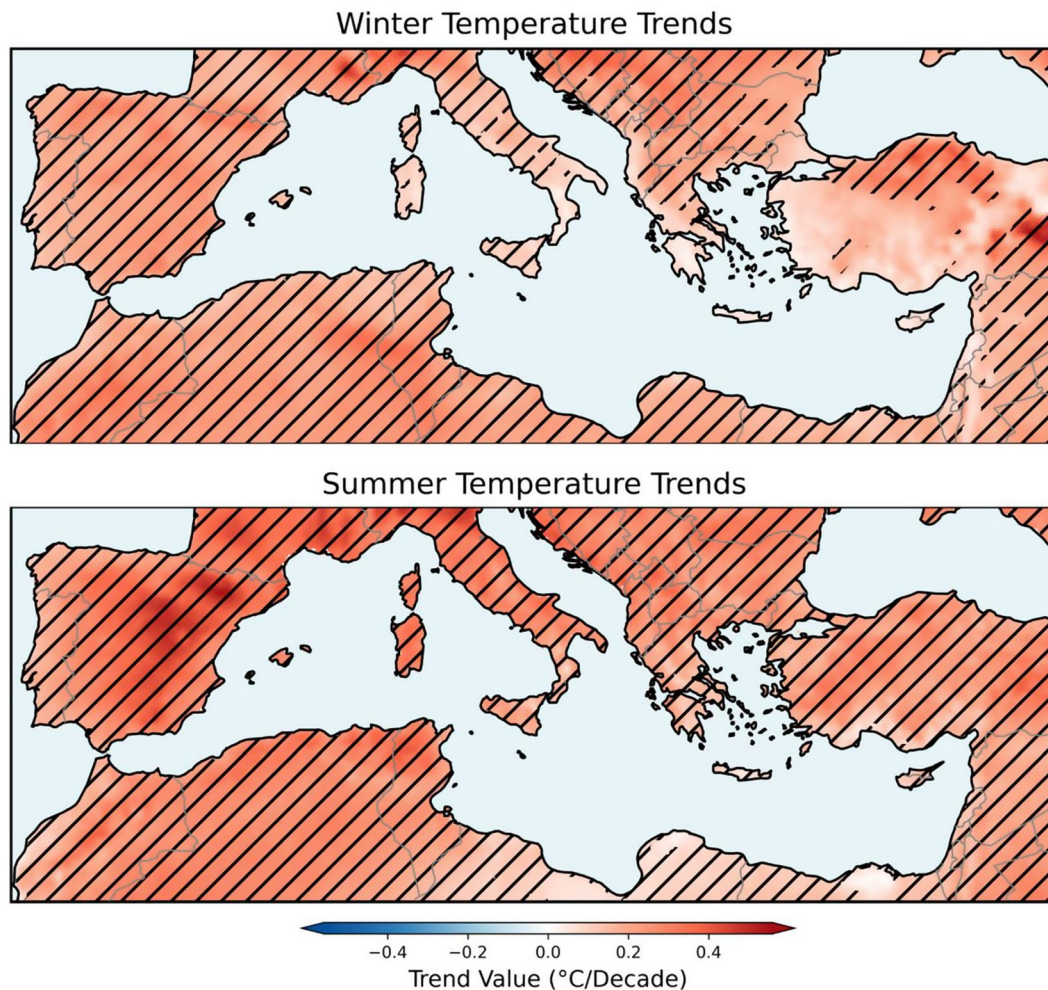 Winter Temperature Trends
Summer Temperature Trends
−0.4 −0.2 0.0 0.2 0.4
Trend Value (°C/Decade)